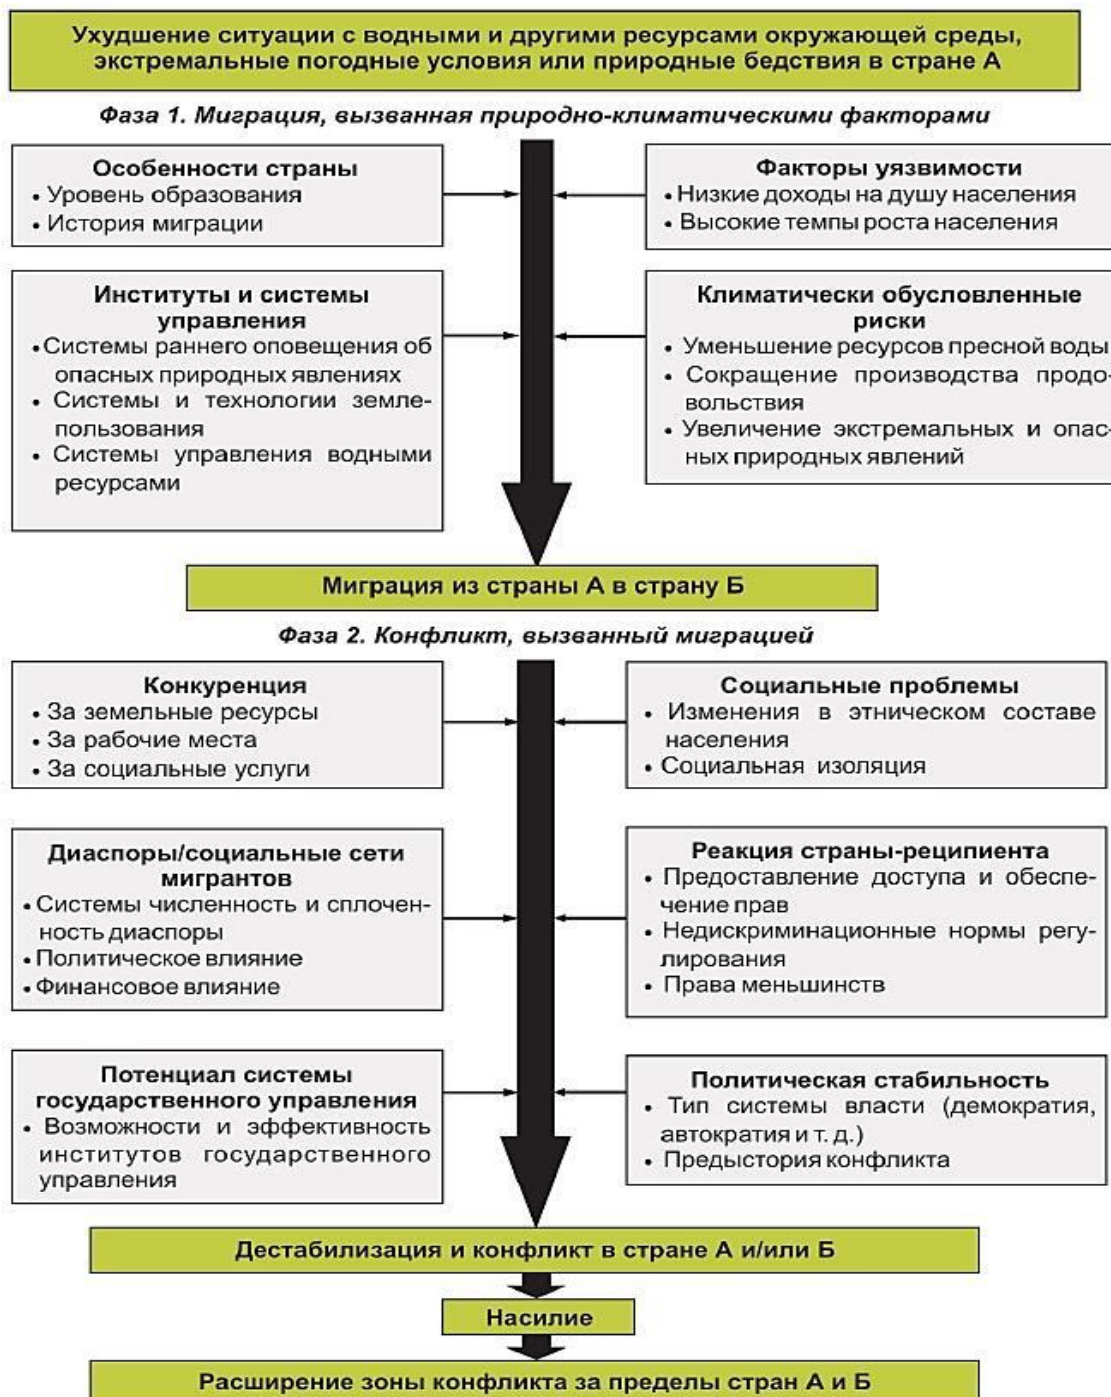 Ухудшение ситуации с водными и другими ресурсами окружающей среды,
экстремальные погодные условия или природные бедствия в стране А
Фаза 1. Миграция, вызванная природно-климатическими факторами
Особенности страны
• Уровень образования
• История миграции
Факторы уязвимости
• Низкие доходы на душу населения
• Высокие темпы роста населения
Институты и системы
управления
• Системы раннего оповещения об
опасных природных явлениях
• Системы и технологии земле-
пользования
• Системы управления водными
ресурсами
Климатически обусловленные
риски
• Уменьшение ресурсов пресной воды
• Сокращение производства продо-
вольствия
• Увеличение экстремальных и опас-
ных природных явлений
Миграция из страны А в страну Б
Фаза 2. Конфликт, вызванный миграцией
Конкуренция
• За земельные ресурсы
• За рабочие места
• За социальные услуги
Социальные проблемы
• Изменения в этническом составе
населения
• Социальная изоляция
Диаспоры/социальные сети
мигрантов
• Системы численность и сплочен-
ность диаспоры
• Политическое влияние
• Финансовое влияние
Реакция страны-реципиента
• Предоставление доступа и обеспе-
чение прав
• Недискриминационные нормы регу-
лирования
• Права меньшинств
Потенциал системы
государственного управления
• Возможности и эффективность
институтов государственного
управления
Политическая стабильность
• Тип системы власти (демократия,
автократия и т. д.)
• Предыстория конфликта
Дестабилизация и конфликт в стране А и/или Б
Насилие
Расширение зоны конфликта за пределы стран А и Б